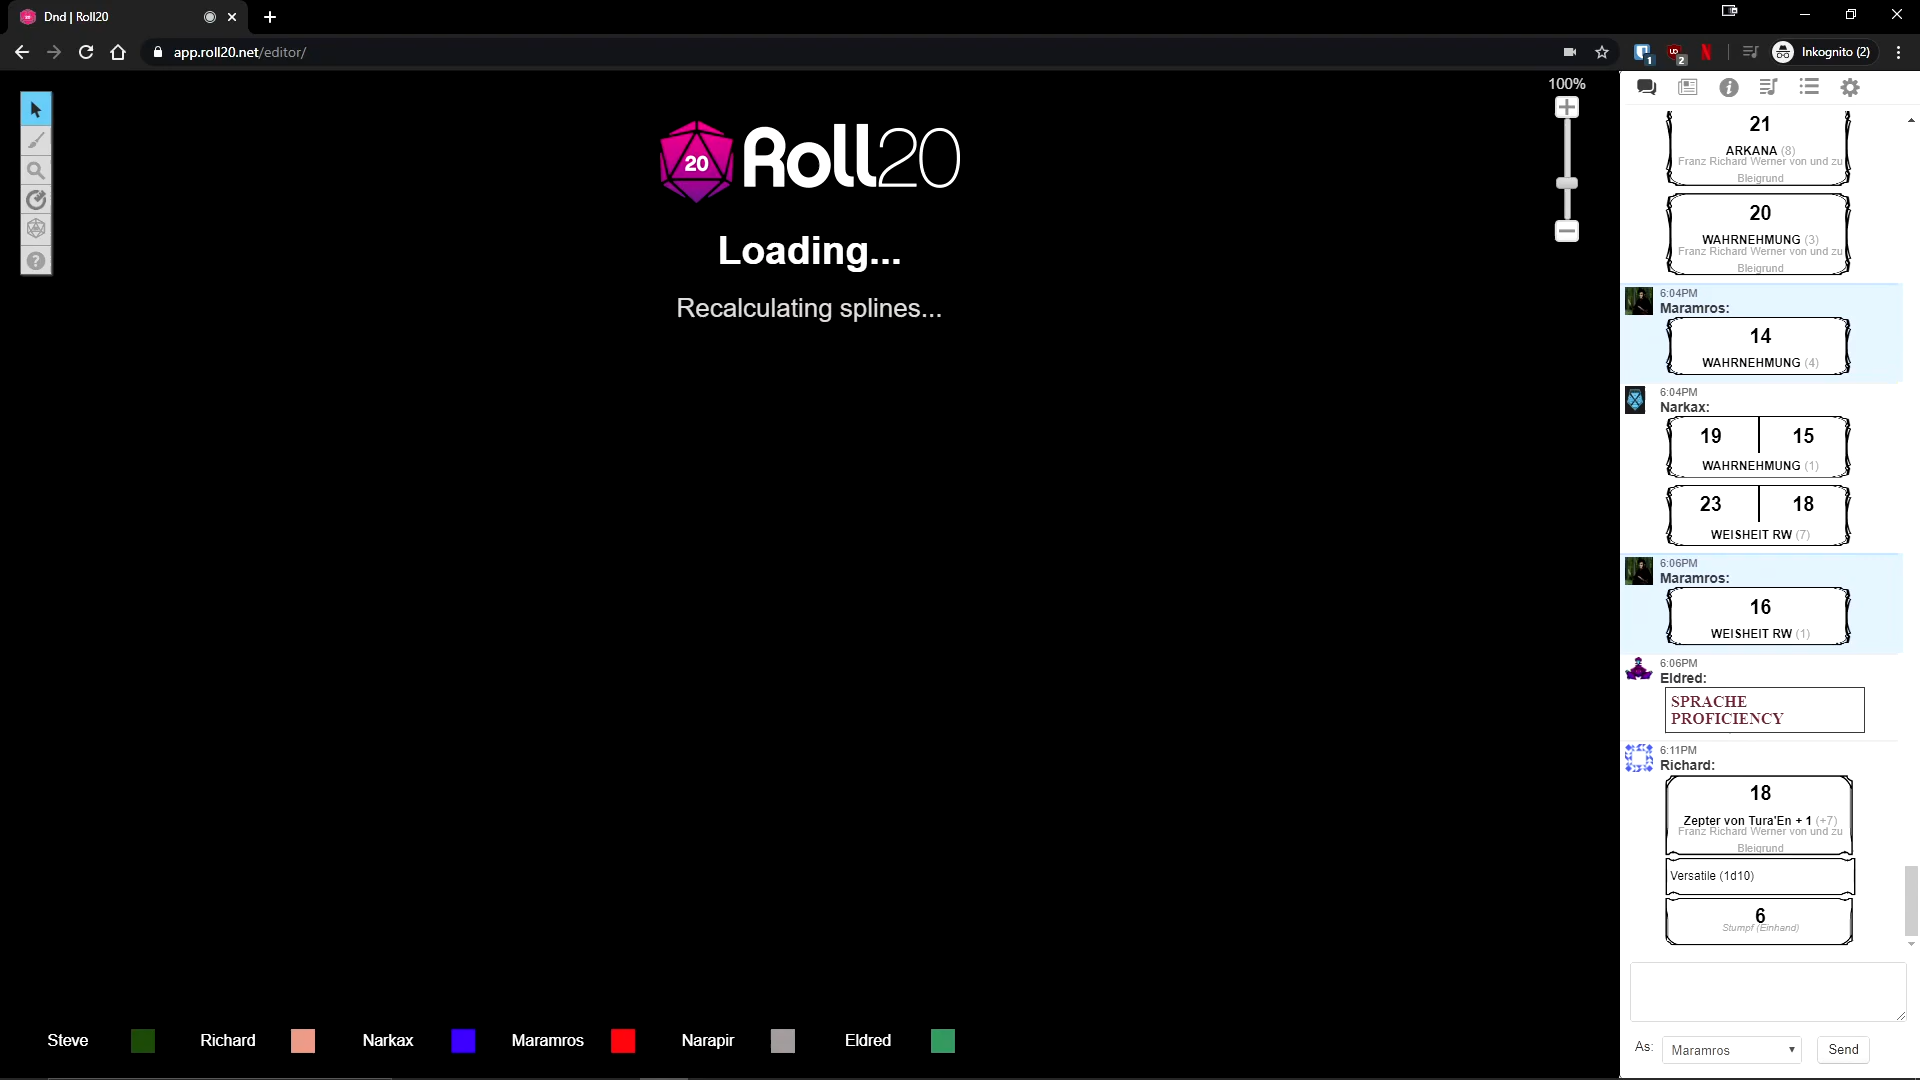 Dnd | Roll20
app.roll20.net/editor/
1
UD
2
N
Inkognito (2)
100%
20
Roll20
Loading...
Recalculating splines...
21
ARKANA (8)
Franz Richard Werner von und zu
Bleigrund
20
WAHRNEHMUNG (3)
Franz Richard Werner von und zu
Bleigrund
6:04PM
Maramros:
14
WAHRNEHMUNG (4)
6:04PM
Narkax:
19 15
WAHRNEHMUNG (1)
23 18
WEISHEIT RW (7)
6:06PM
Maramros:
16
WEISHEIT RW (1)
6:06PM
Eldred:
SPRACHE
PROFICIENCY
6:11PM
Richard:
18
Zepter von Tura'En + 1 (+7)
Franz Richard Werner von und zu
Bleigrund
Versatile (1d10)
6
Stumpf (Einhand)
Steve Richard Narkax Maramros Narapir Eldred
As: Maramros Send